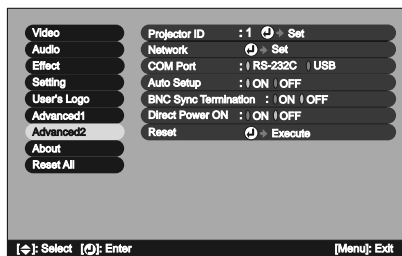 Video
Audio
Effect
Setting
User's Logo
Advanced1
Advanced2
About
Reset All
Projector ID : 1 Set
Network Set
COM Port : RS-232C USB
Auto Setup : ON OFF
BNC Sync Termination : ON OFF
Direct Power ON : ON OFF
Reset Execute
[ ]: Select [ ]: Enter [Menu]: Exit